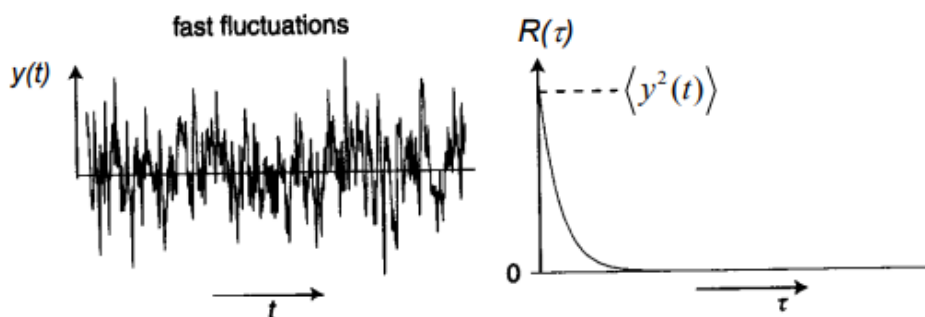 fast fluctuations
y(t)
t
R(τ)
⟨y²(t)⟩
0
τ